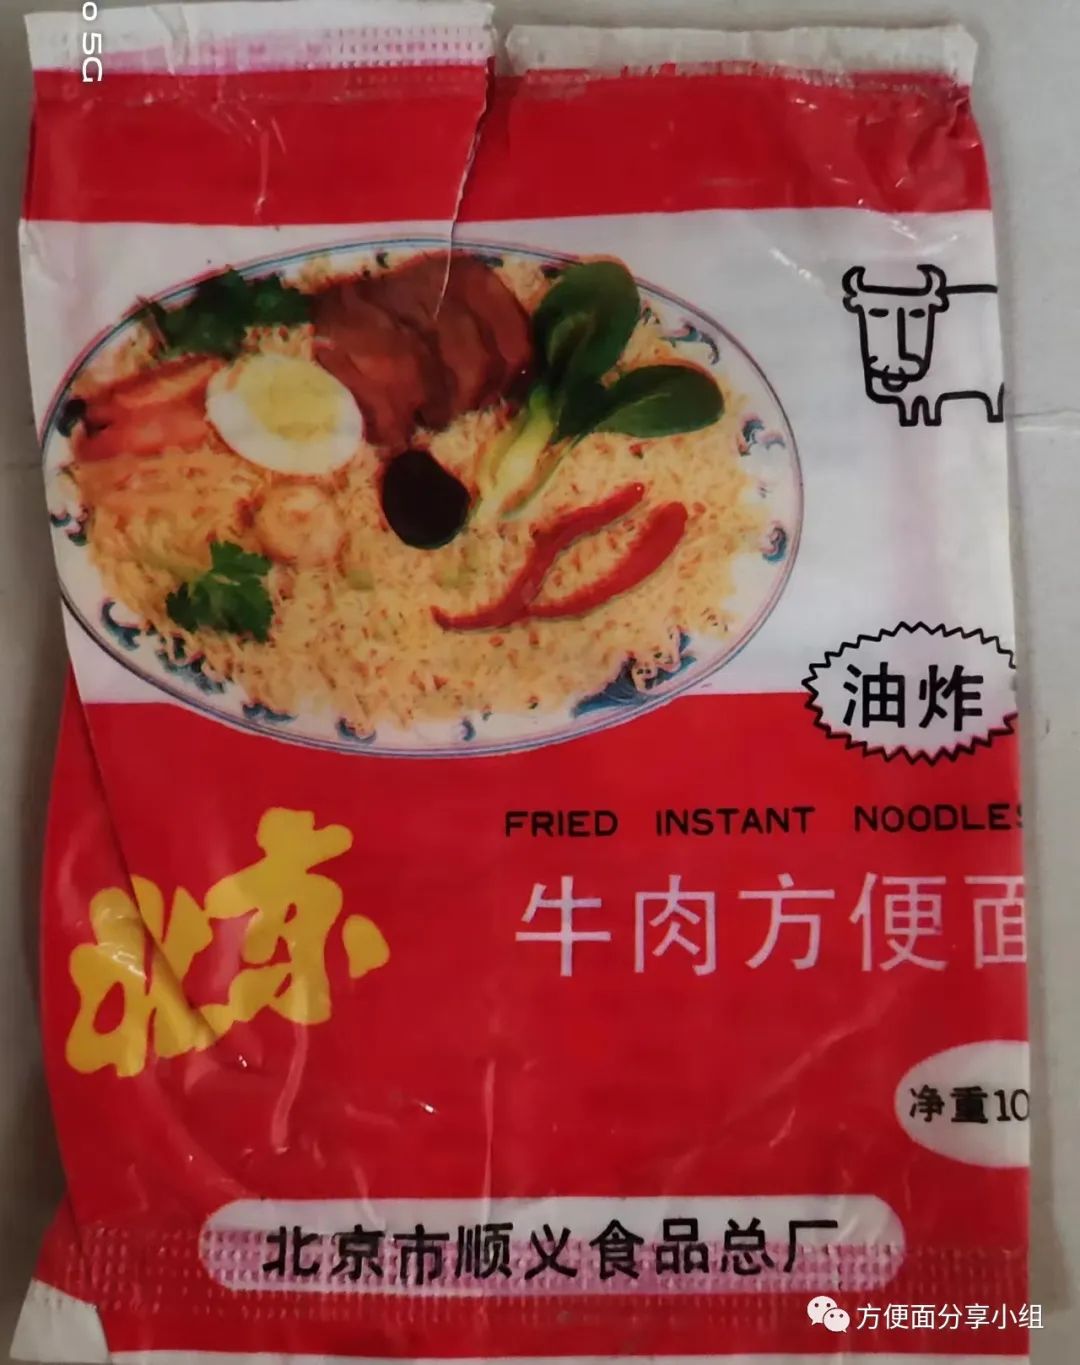 o 5G
油炸
FRIED INSTANT NOODLES
牛肉方便面
北京
净重10
北京市顺义食品总厂
方便面分享小组